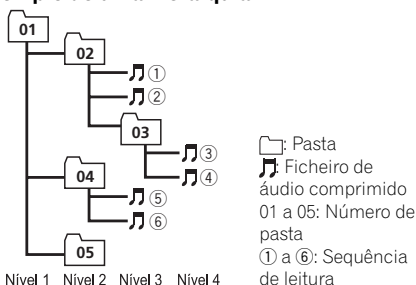 01
02
①
②
03
③
④
04
⑤
⑥
05
Nível 1 Nível 2 Nível 3 Nível 4
: Pasta
: Ficheiro de
áudio comprimido
01 a 05: Número de
pasta
① a ⑥: Sequência
de leitura